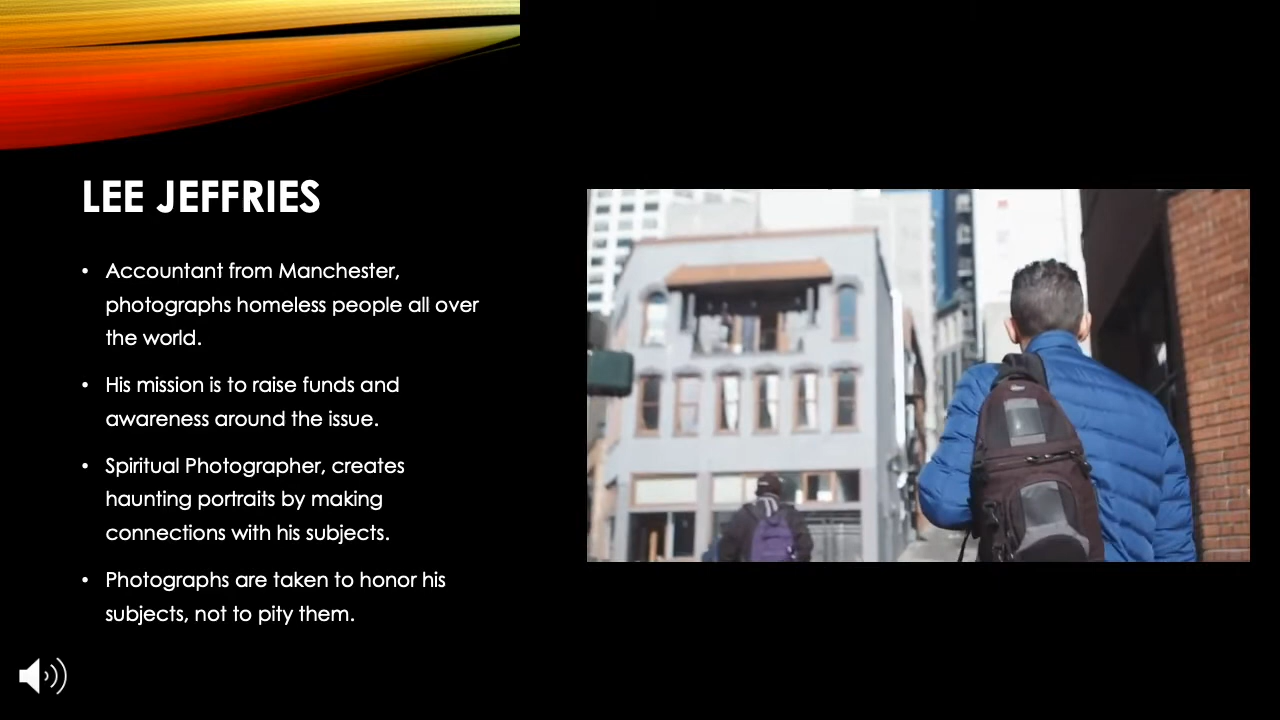 LEE JEFFRIES
• Accountant from Manchester,
photographs homeless people all over
the world.
• His mission is to raise funds and
awareness around the issue.
• Spiritual Photographer, creates
haunting portraits by making
connections with his subjects.
• Photographs are taken to honor his
subjects, not to pity them.